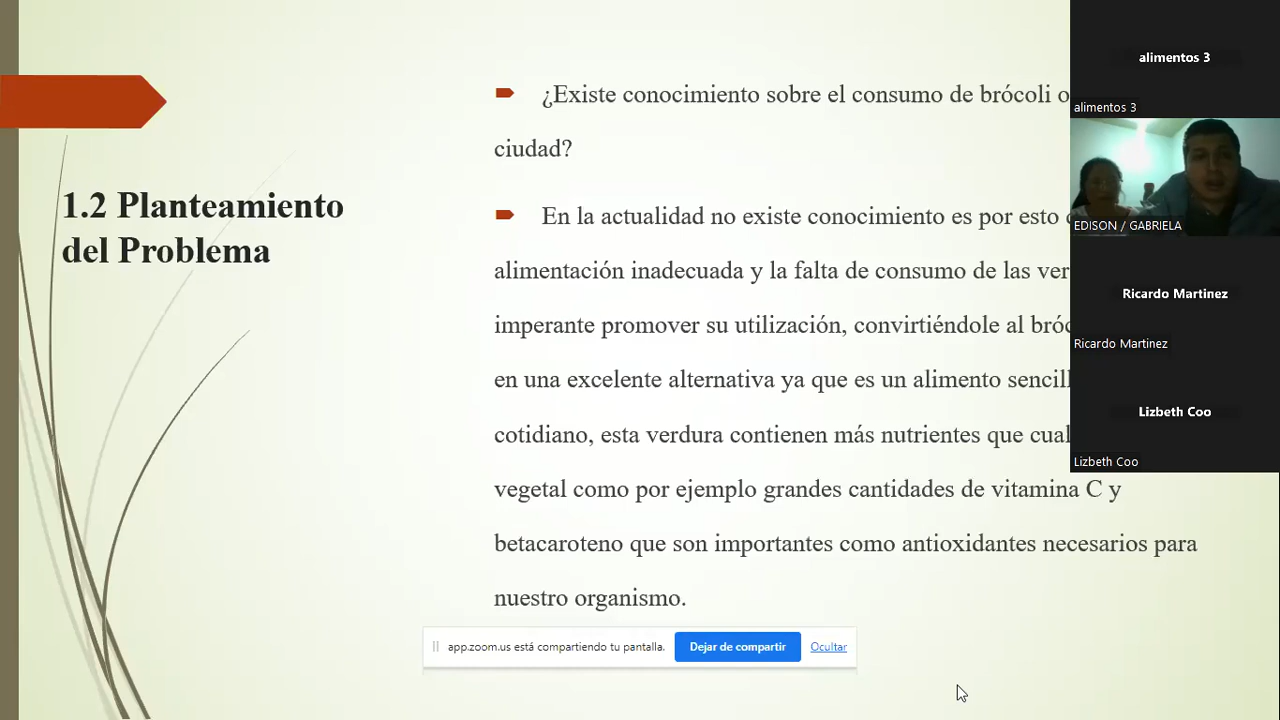 1.2 Planteamiento
del Problema
¿Existe conocimiento sobre el consumo de brócoli
ciudad?
En la actualidad no existe conocimiento es por esto
alimentación inadecuada y la falta de consumo de las
imperante promover su utilización, convirtiéndole al
en una excelente alternativa ya que es un alimento
cotidiano, esta verdura contienen más nutrientes que
vegetal como por ejemplo grandes cantidades de vitamina C y
betacaroteno que son importantes como antioxidantes necesarios para
nuestro organismo.
app.zoom.us está compartiendo tu pantalla.
Dejar de compartir
Ocultar
alimentos 3
alimentos 3
EDISON / GABRIELA
Ricardo Martinez
Ricardo Martinez
Lizbeth Coo
Lizbeth Coo